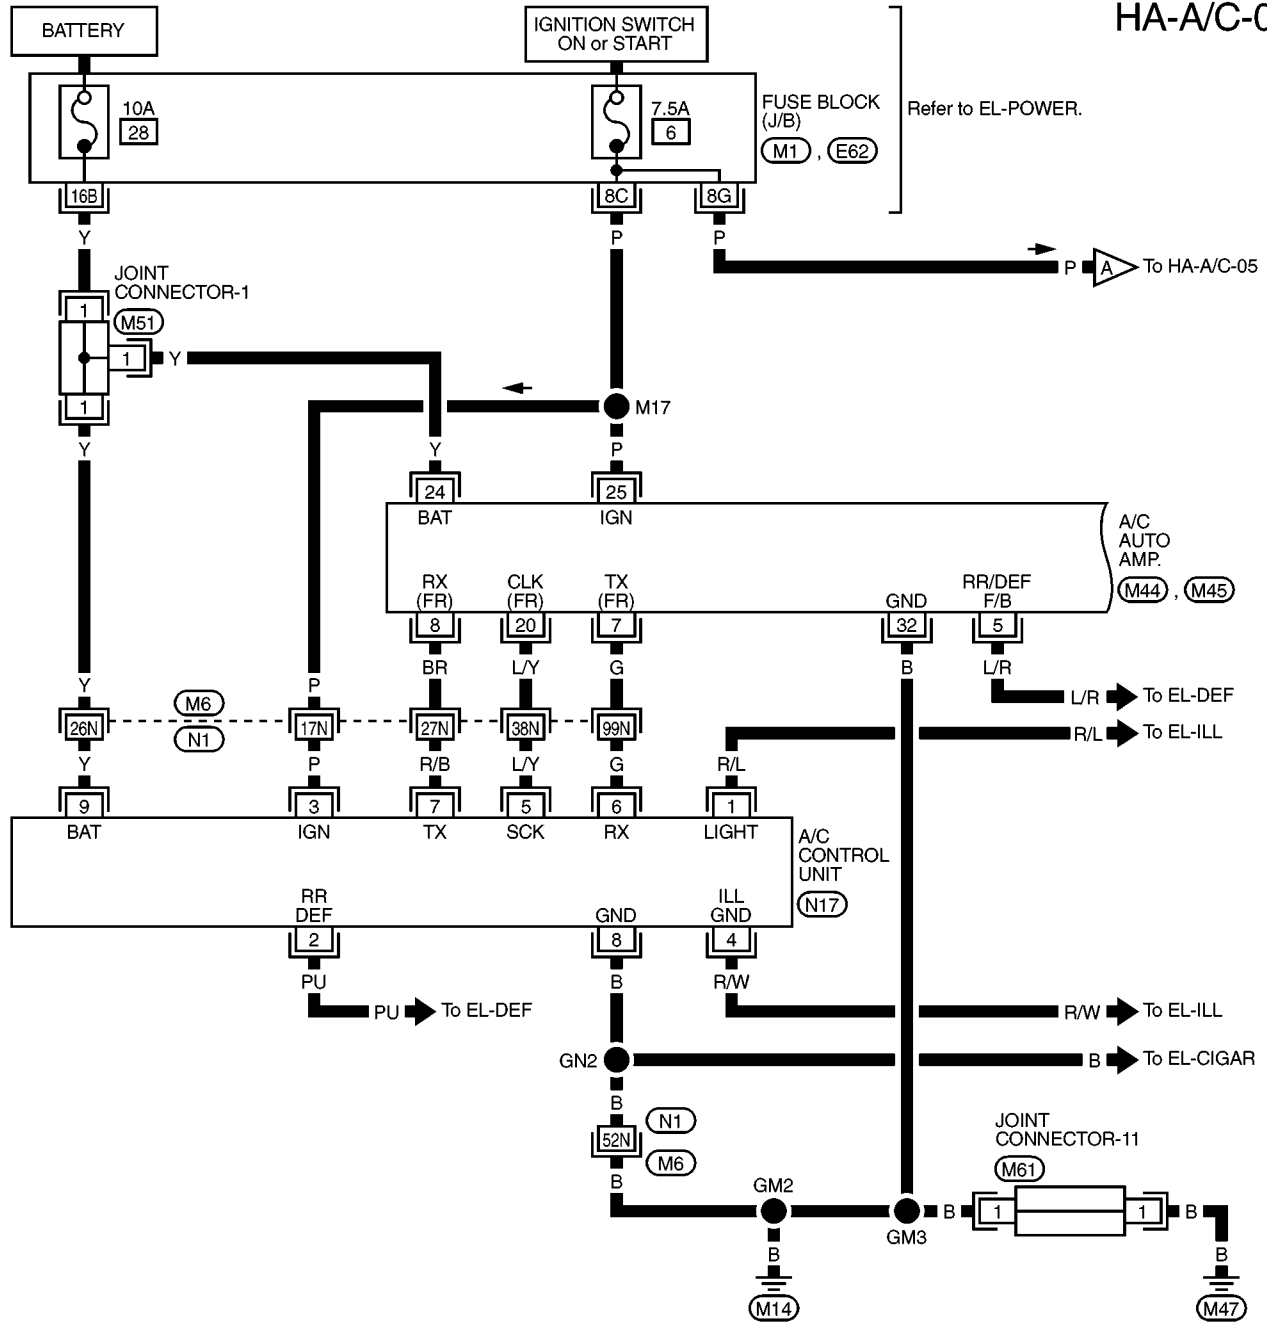 HA-A/C-0
BATTERY
IGNITION SWITCH
ON or START
10A
28
7.5A
6
FUSE BLOCK
(J/B)
M1 , E62
Refer to EL-POWER.
16B
8C
8G
Y
P
P
P
A
To HA-A/C-05
JOINT
CONNECTOR-1
M51
1
1
Y
1
M17
Y
Y
P
24
25
BAT
IGN
A/C
AUTO
AMP.
M44 , M45
RX
(FR)
CLK
(FR)
TX
(FR)
GND
RR/DEF
F/B
8
20
7
32
5
BR
L/Y
G
B
L/R
Y
P
L/R
To EL-DEF
M6
N1
26N
17N
27N
38N
99N
R/L
To EL-ILL
Y
P
R/B
L/Y
G
R/L
9
3
7
5
6
1
BAT
IGN
TX
SCK
RX
LIGHT
A/C
CONTROL
UNIT
N17
RR
DEF
GND
ILL
GND
2
8
4
PU
B
R/W
PU
To EL-DEF
R/W
To EL-ILL
GN2
B
To EL-CIGAR
B
N1
52N
M6
B
JOINT
CONNECTOR-11
M61
GM2
GM3
B
1
1
B
B
B
M14
M47